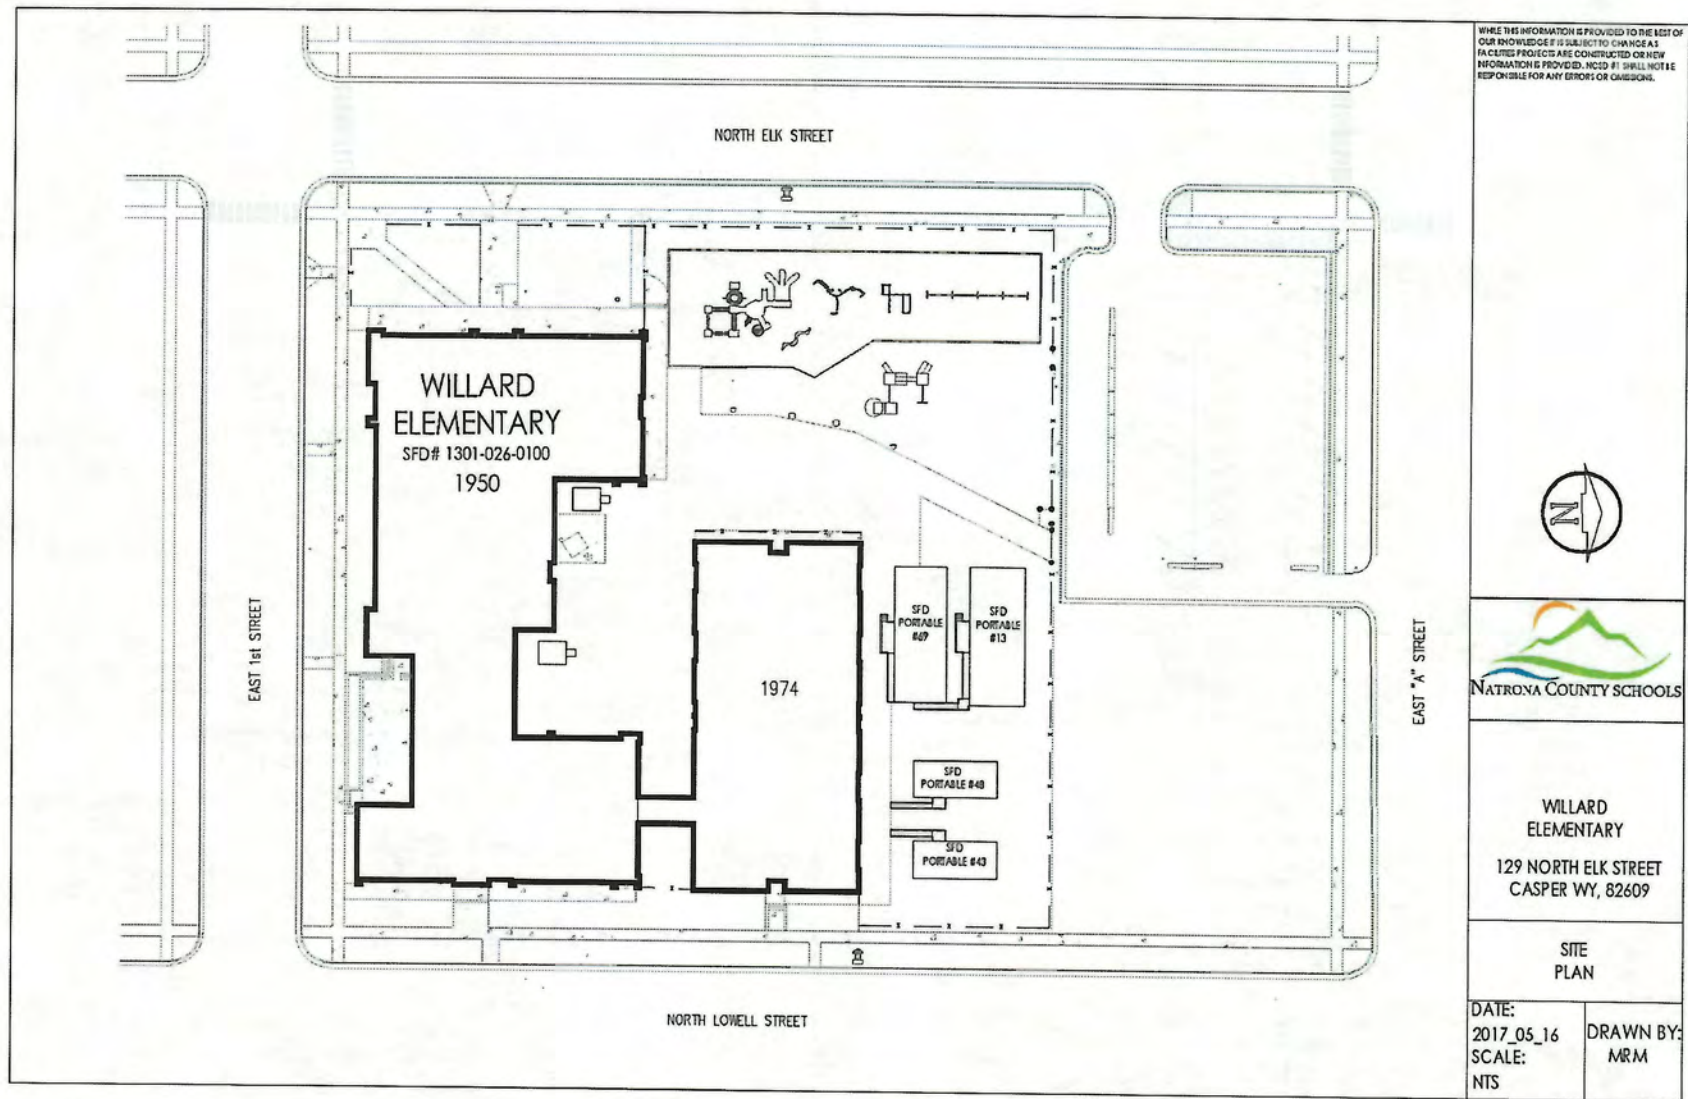 WHILE THIS INFORMATION IS PROVIDED TO THE BEST OF
OUR KNOWLEDGE IT IS SUBJECT TO CHANGE AS
FACILITIES PROJECTS ARE CONSTRUCTED OR NEW
INFORMATION IS PROVIDED. NCSD #1 SHALL NOT BE
RESPONSIBLE FOR ANY ERRORS OR OMISSIONS.
NORTH ELK STREET
WILLARD
ELEMENTARY
SFD# 1301-026-0100
1950
N
EAST 1st STREET
1974
SFD
PORTABLE
#69
SFD
PORTABLE
#13
SFD
PORTABLE #48
SFD
PORTABLE #43
EAST "A" STREET
NORTH LOWELL STREET
NATRONA COUNTY SCHOOLS
WILLARD
ELEMENTARY
129 NORTH ELK STREET
CASPER WY, 82609
SITE
PLAN
DATE:
2017_05_16
SCALE:
NTS
DRAWN BY:
MRM